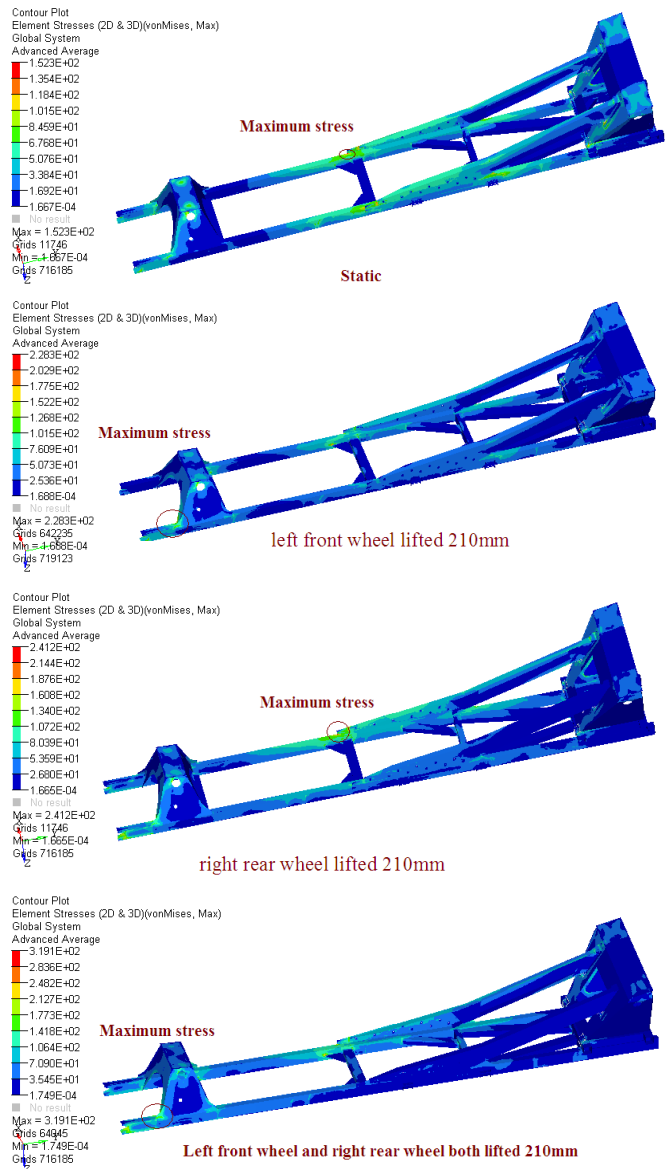 Contour Plot
Element Stresses (2D & 3D)(vonMises, Max)
Global System
Advanced Average
1.523E+02
1.354E+02
1.184E+02
1.015E+02
8.459E+01
6.768E+01
5.076E+01
3.384E+01
1.692E+01
1.667E-04
No result
Max = 1.523E+02
Grids 11746
Min = 1.667E-04
Grids 716185
X
Y
Z
Maximum stress
Static
Contour Plot
Element Stresses (2D & 3D)(vonMises, Max)
Global System
Advanced Average
2.283E+02
2.029E+02
1.775E+02
1.522E+02
1.268E+02
1.015E+02
7.609E+01
5.073E+01
2.536E+01
1.688E-04
No result
Max = 2.283E+02
Grids 642235
Min = 1.688E-04
Grids 719123
X
Y
Z
Maximum stress
left front wheel lifted 210mm
Contour Plot
Element Stresses (2D & 3D)(vonMises, Max)
Global System
Advanced Average
2.412E+02
2.144E+02
1.876E+02
1.608E+02
1.340E+02
1.072E+02
8.039E+01
5.359E+01
2.680E+01
1.665E-04
No result
Max = 2.412E+02
Grids 11746
Min = 1.665E-04
Grids 716185
X
Y
Z
Maximum stress
right rear wheel lifted 210mm
Contour Plot
Element Stresses (2D & 3D)(vonMises, Max)
Global System
Advanced Average
3.191E+02
2.836E+02
2.482E+02
2.127E+02
1.773E+02
1.418E+02
1.064E+02
7.090E+01
3.545E+01
1.749E-04
No result
Max = 3.191E+02
Grids
Min = 1.749E-04
Grids 716185
X
Y
Z
Maximum stress
Left front wheel and right rear wheel both lifted 210mm